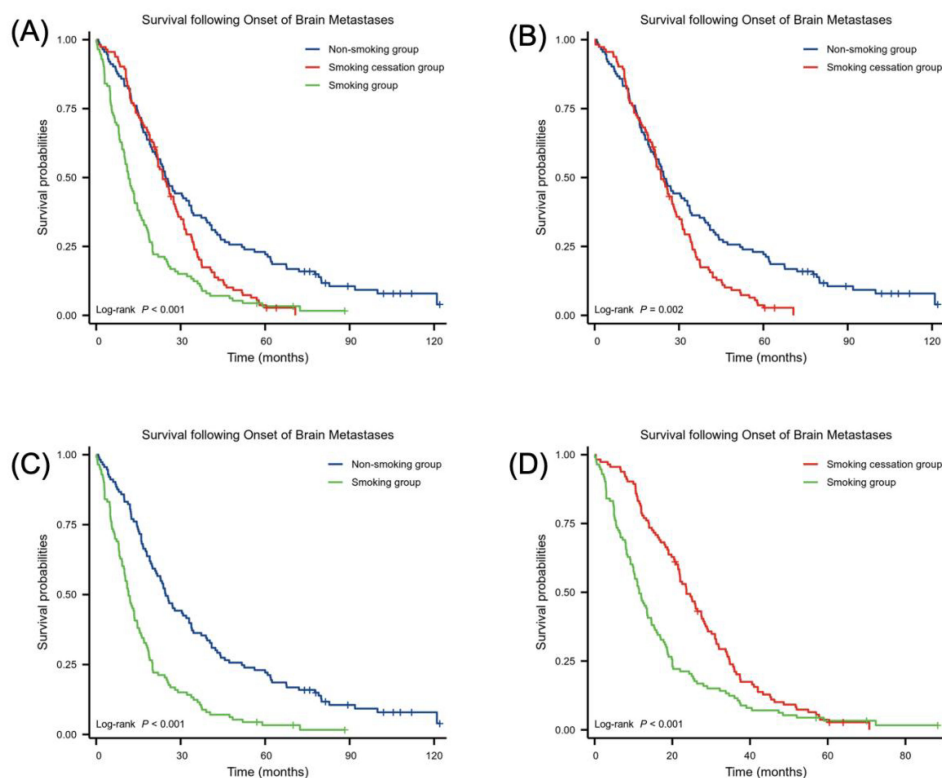 (A)
Survival following Onset of Brain Metastases
Non-smoking group
Smoking cessation group
Smoking group
Survival probabilities
1.00
0.75
0.50
0.25
0.00
Log-rank P < 0.001
0 30 60 90 120
Time (months)
(B)
Survival following Onset of Brain Metastases
Non-smoking group
Smoking cessation group
Survival probabilities
1.00
0.75
0.50
0.25
0.00
Log-rank P = 0.002
0 30 60 90 120
Time (months)
(C)
Survival following Onset of Brain Metastases
Non-smoking group
Smoking group
Survival probabilities
1.00
0.75
0.50
0.25
0.00
Log-rank P < 0.001
0 30 60 90 120
Time (months)
(D)
Survival following Onset of Brain Metastases
Smoking cessation group
Smoking group
Survival probabilities
1.00
0.75
0.50
0.25
0.00
Log-rank P < 0.001
0 20 40 60 80
Time (months)